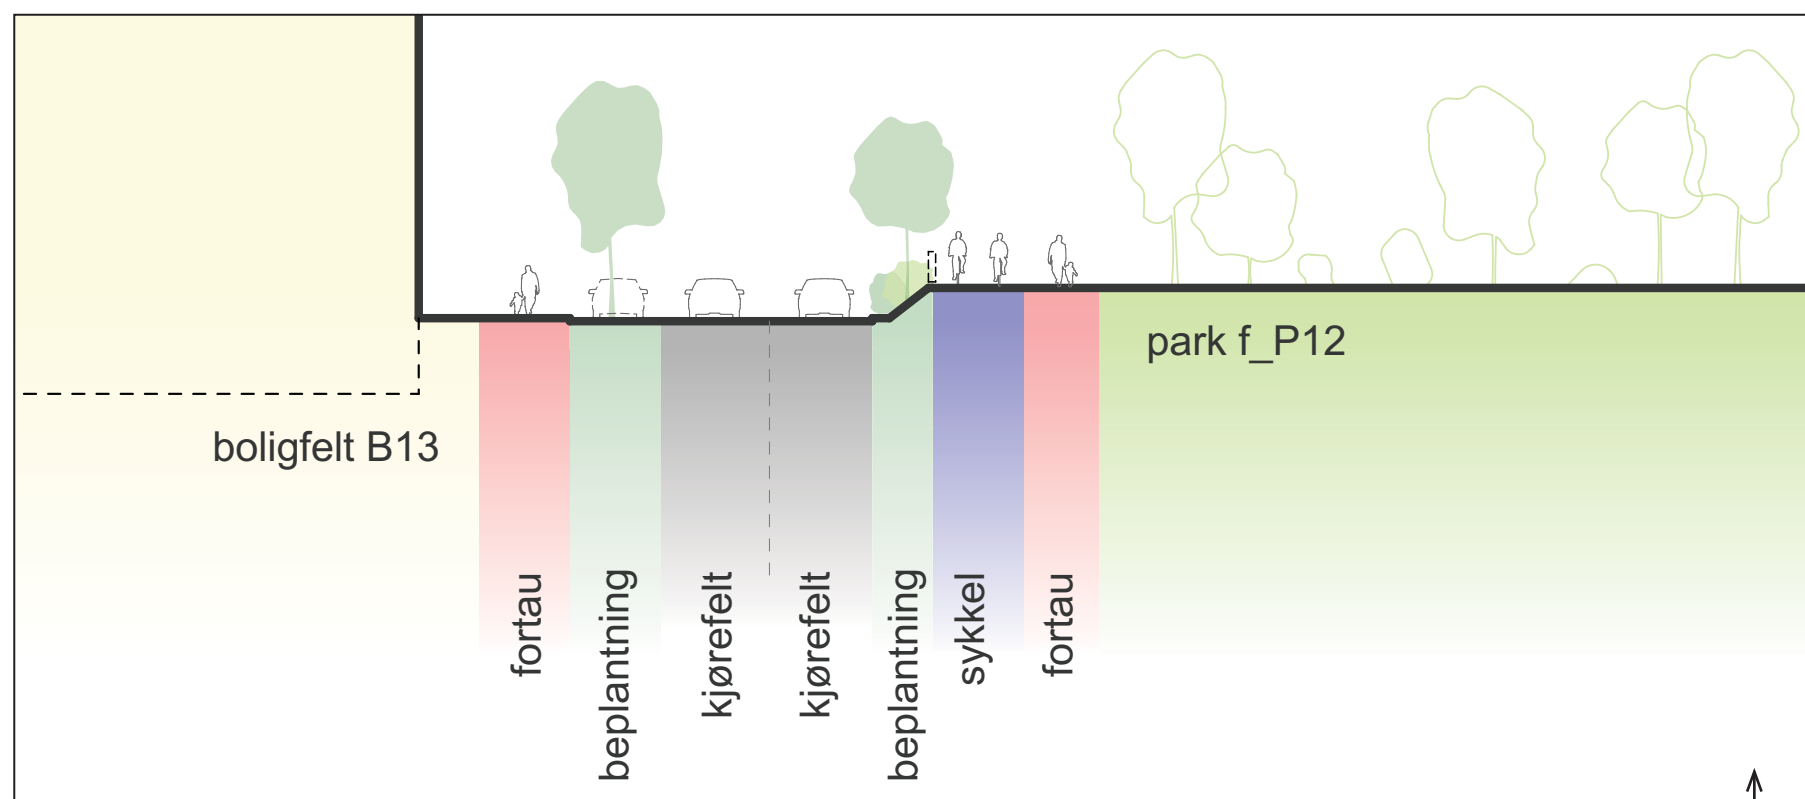 park f_P12
boligfelt B13
fortau
beplantning
kjørefelt
kjørefelt
beplantning
sykkel
fortau